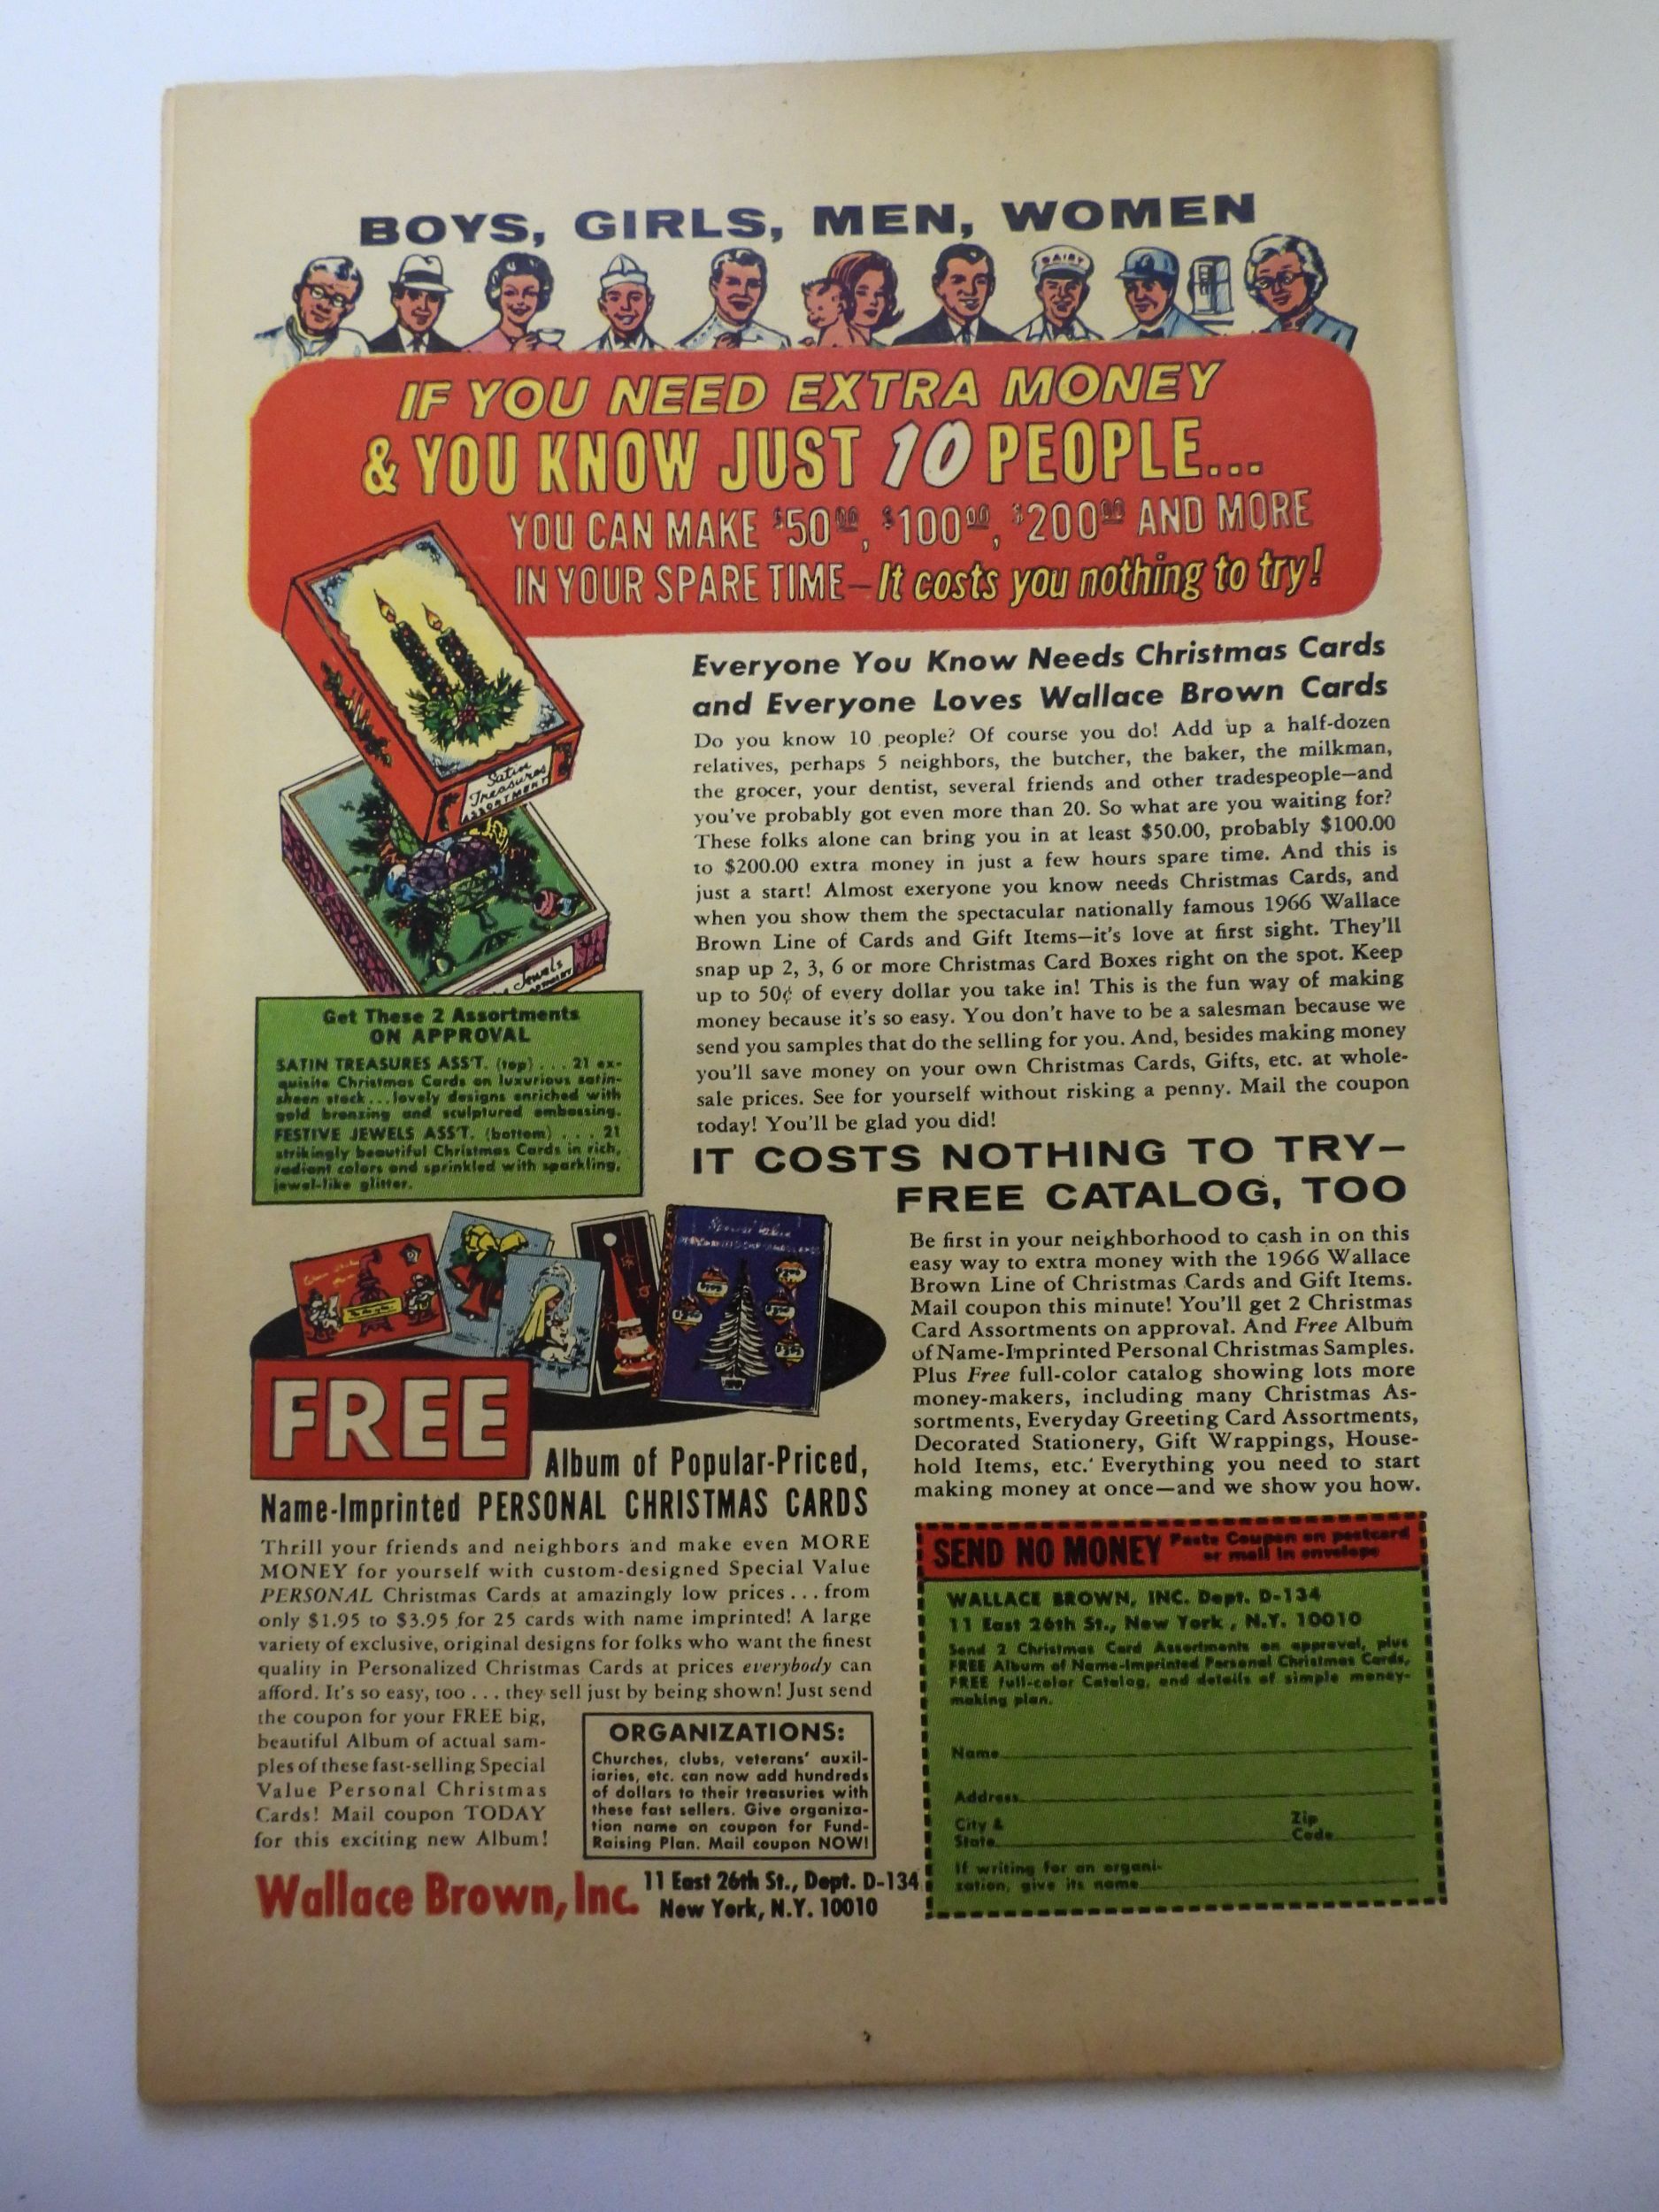 BOYS, GIRLS, MEN, WOMEN
DAIRY
IF YOU NEED EXTRA MONEY
& YOU KNOW JUST 10 PEOPLE...
YOU CAN MAKE $50.00, $100.00, $200.00 AND MORE
IN YOUR SPARE TIME—It costs you nothing to try!
Satin
Treasures
ASSORTMENT
Jewels
Get These 2 Assortments
ON APPROVAL
SATIN TREASURES ASS'T. (top) . . . 21 ex-
quisite Christmas Cards on luxurious satin-
sheen stock...lovely designs enriched with
gold bronzing and sculptured embossing.
FESTIVE JEWELS ASS'T. (bottom) . . . 21
strikingly beautiful Christmas Cards in rich,
radiant colors and sprinkled with sparkling,
jewel-like glitter.
Everyone You Know Needs Christmas Cards
and Everyone Loves Wallace Brown Cards
Do you know 10 people? Of course you do! Add up a half-dozen
relatives, perhaps 5 neighbors, the butcher, the baker, the milkman,
the grocer, your dentist, several friends and other tradespeople—and
you've probably got even more than 20. So what are you waiting for?
These folks alone can bring you in at least $50.00, probably $100.00
to $200.00 extra money in just a few hours spare time. And this is
just a start! Almost exeryone you know needs Christmas Cards, and
when you show them the spectacular nationally famous 1966 Wallace
Brown Line of Cards and Gift Items—it's love at first sight. They'll
snap up 2, 3, 6 or more Christmas Card Boxes right on the spot. Keep
up to 50¢ of every dollar you take in! This is the fun way of making
money because it's so easy. You don't have to be a salesman because we
send you samples that do the selling for you. And, besides making money
you'll save money on your own Christmas Cards, Gifts, etc. at whole-
sale prices. See for yourself without risking a penny. Mail the coupon
today! You'll be glad you did!
IT COSTS NOTHING TO TRY—
FREE CATALOG, TOO
Be first in your neighborhood to cash in on this
easy way to extra money with the 1966 Wallace
Brown Line of Christmas Cards and Gift Items.
Mail coupon this minute! You'll get 2 Christmas
Card Assortments on approval. And Free Album
of Name-Imprinted Personal Christmas Samples.
Plus Free full-color catalog showing lots more
money-makers, including many Christmas As-
sortments, Everyday Greeting Card Assortments,
Decorated Stationery, Gift Wrappings, House-
hold Items, etc. Everything you need to start
making money at once—and we show you how.
Special Value
FREE
Album of Popular-Priced,
Name-Imprinted PERSONAL CHRISTMAS CARDS
Thrill your friends and neighbors and make even MORE
MONEY for yourself with custom-designed Special Value
PERSONAL Christmas Cards at amazingly low prices . . . from
only $1.95 to $3.95 for 25 cards with name imprinted! A large
variety of exclusive, original designs for folks who want the finest
quality in Personalized Christmas Cards at prices everybody can
afford. It's so easy, too . . . they sell just by being shown! Just send
the coupon for your FREE big,
beautiful Album of actual sam-
ples of these fast-selling Special
Value Personal Christmas
Cards! Mail coupon TODAY
for this exciting new Album!
ORGANIZATIONS:
Churches, clubs, veterans' auxil-
iaries, etc. can now add hundreds
of dollars to their treasuries with
these fast sellers. Give organiza-
tion name on coupon for Fund-
Raising Plan. Mail coupon NOW!
Wallace Brown, Inc. 11 East 26th St., Dept. D-134
New York, N.Y. 10010
SEND NO MONEY Paste Coupon on postcard
or mail in envelope
WALLACE BROWN, INC. Dept. D-134
11 East 26th St., New York, N.Y. 10010
Send 2 Christmas Card Assortments on approval, plus
FREE Album of Name-Imprinted Personal Christmas Cards,
FREE full-color Catalog, and details of simple money-
making plan.
Name
Address
City &
State
Zip
Code
If writing for an organi-
zation, give its name